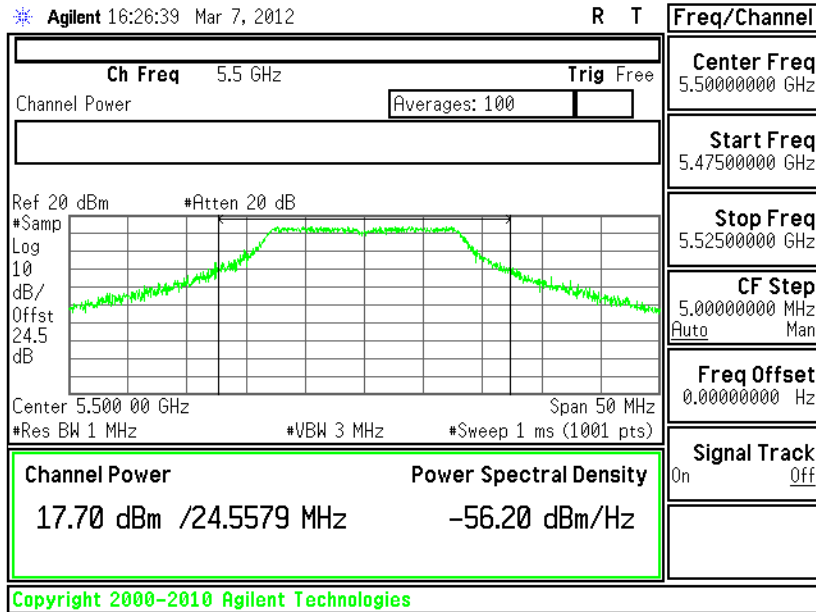 Agilent 16:26:39 Mar 7, 2012 R T
Freq/Channel
Ch Freq 5.5 GHz Trig Free
Channel Power Averages: 100
Center Freq
5.50000000 GHz
Start Freq
5.47500000 GHz
Stop Freq
5.52500000 GHz
CF Step
5.00000000 MHz
Auto Man
Freq Offset
0.00000000 Hz
Signal Track
On Off
Ref 20 dBm #Atten 20 dB
#Samp
Log
10
dB/
Offst
24.5
dB
Center 5.500 00 GHz Span 50 MHz
#Res BW 1 MHz #VBW 3 MHz #Sweep 1 ms (1001 pts)
Channel Power Power Spectral Density
17.70 dBm /24.5579 MHz -56.20 dBm/Hz
Copyright 2000-2010 Agilent Technologies